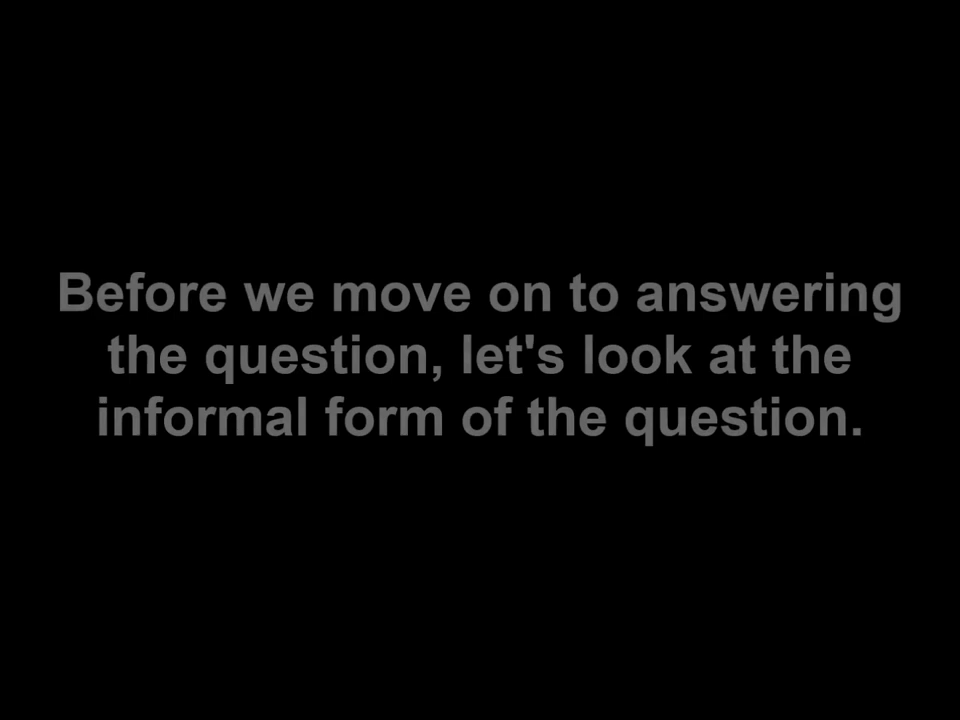 Before we move on to answering
the question, let's look at the
informal form of the question.